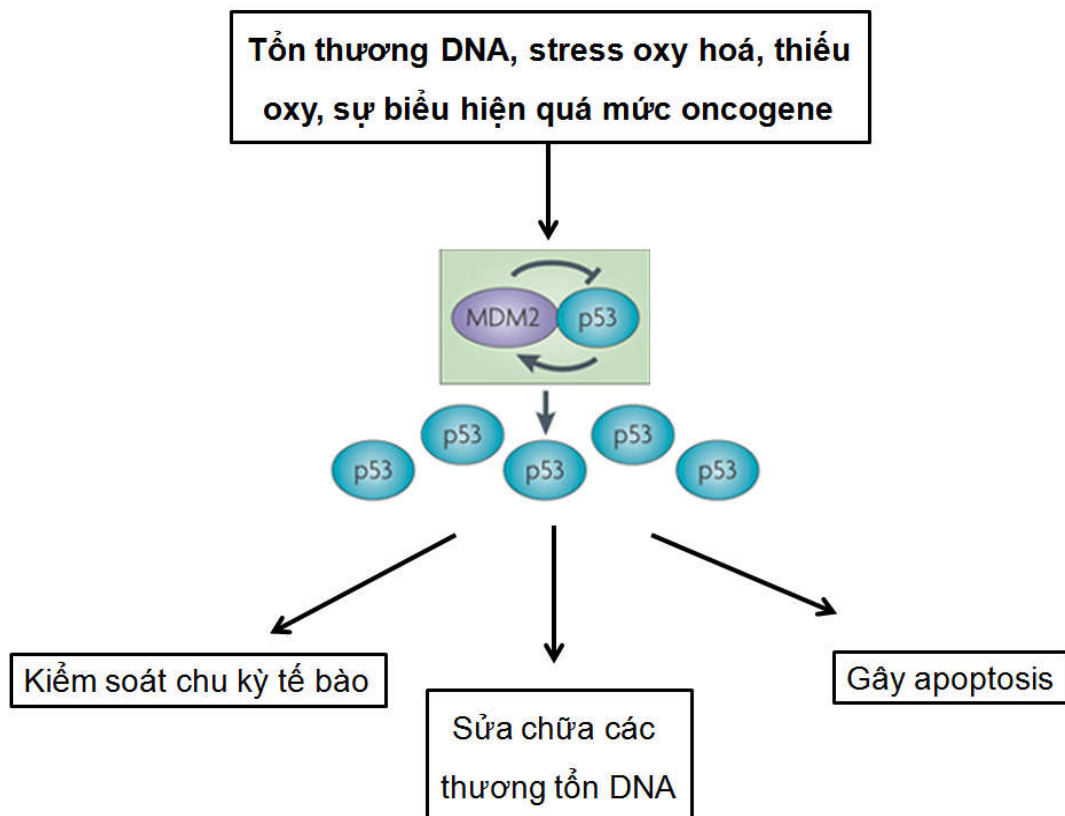 Tổn thương DNA, stress oxy hoá, thiếu
oxy, sự biểu hiện quá mức oncogene
MDM2
p53
p53
p53
p53
p53
p53
Kiểm soát chu kỳ tế bào
Sửa chữa các
thương tổn DNA
Gây apoptosis